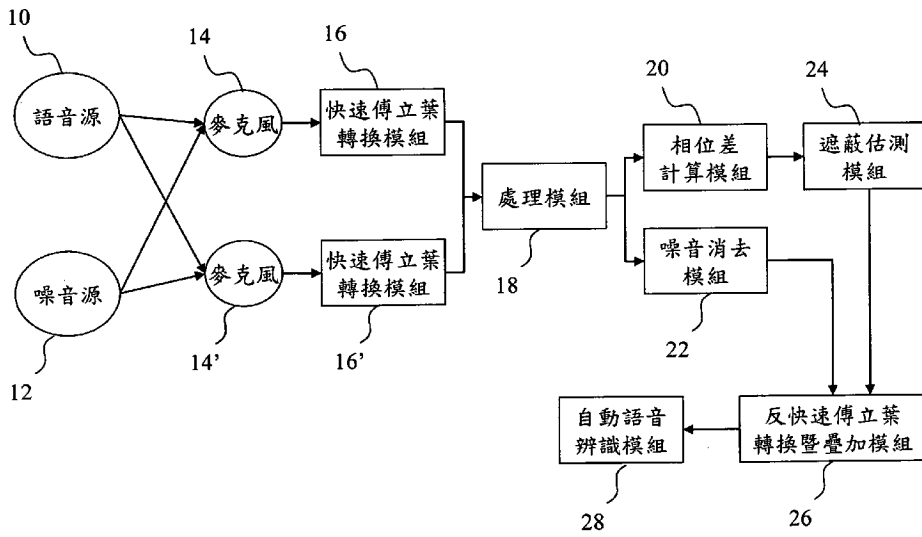 10
14
16
20
24
語音源
麥克風
快速傅立葉
轉換模組
相位差
計算模組
遮蔽估測
模組
處理模組
18
噪音源
麥克風
快速傅立葉
轉換模組
噪音消去
模組
12
14’
16’
22
自動語音
辨識模組
反快速傅立葉
轉換暨疊加模組
28
26